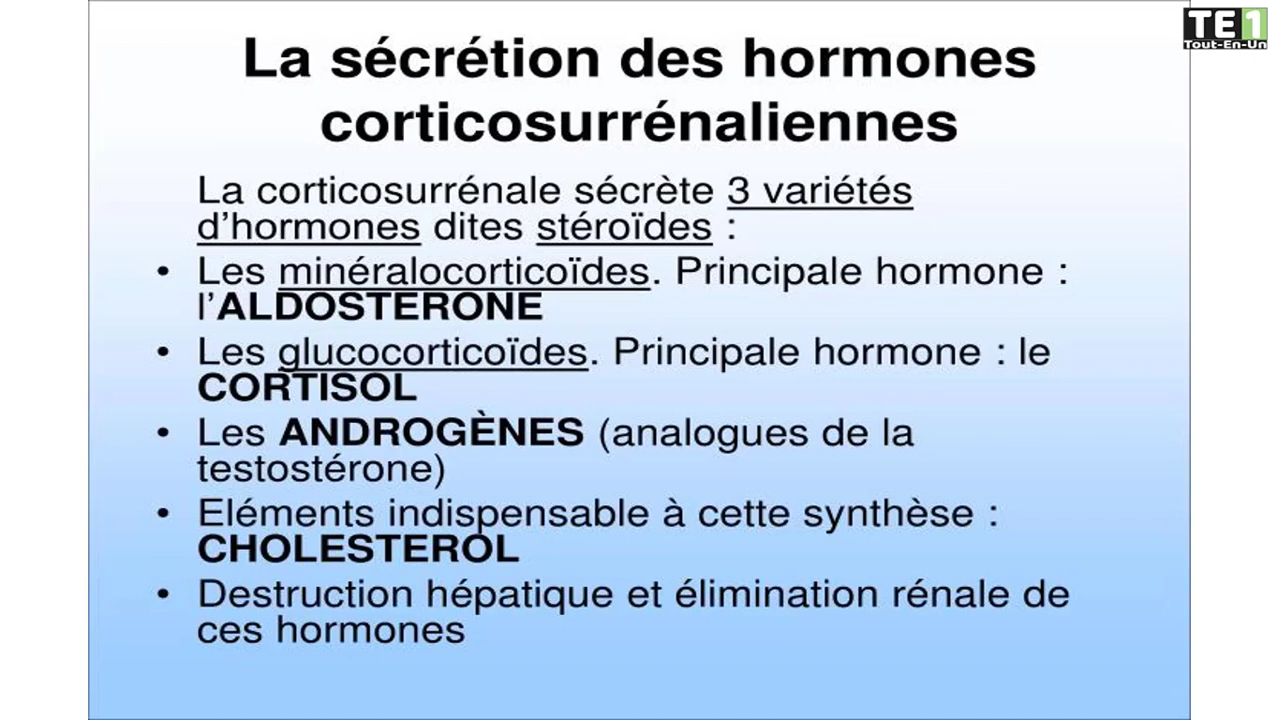 TE1
Tout-En-Un
La sécrétion des hormones
corticosurrénaliennes
La corticosurrénale sécrète 3 variétés
d’hormones dites stéroïdes :
• Les minéralocorticoïdes. Principale hormone :
l’ALDOSTERONE
• Les glucocorticoïdes. Principale hormone : le
CORTISOL
• Les ANDROGÈNES (analogues de la
testostérone)
• Eléments indispensable à cette synthèse :
CHOLESTEROL
• Destruction hépatique et élimination rénale de
ces hormones